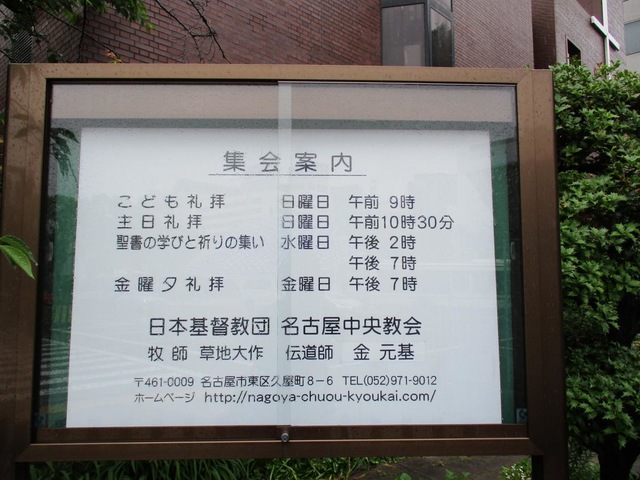 集会案内
こども礼拝 日曜日 午前 9時
主日礼拝 日曜日 午前10時30分
聖書の学びと祈りの集い 水曜日 午後 2時
午後 7時
金曜夕礼拝 金曜日 午後 7時
日本基督教団 名古屋中央教会
牧師 草地大作 伝道師 金 元基
〒461-0009 名古屋市東区久屋町8-6 TEL(052)971-9012
ホームページ http://nagoya-chuou-kyoukai.com/